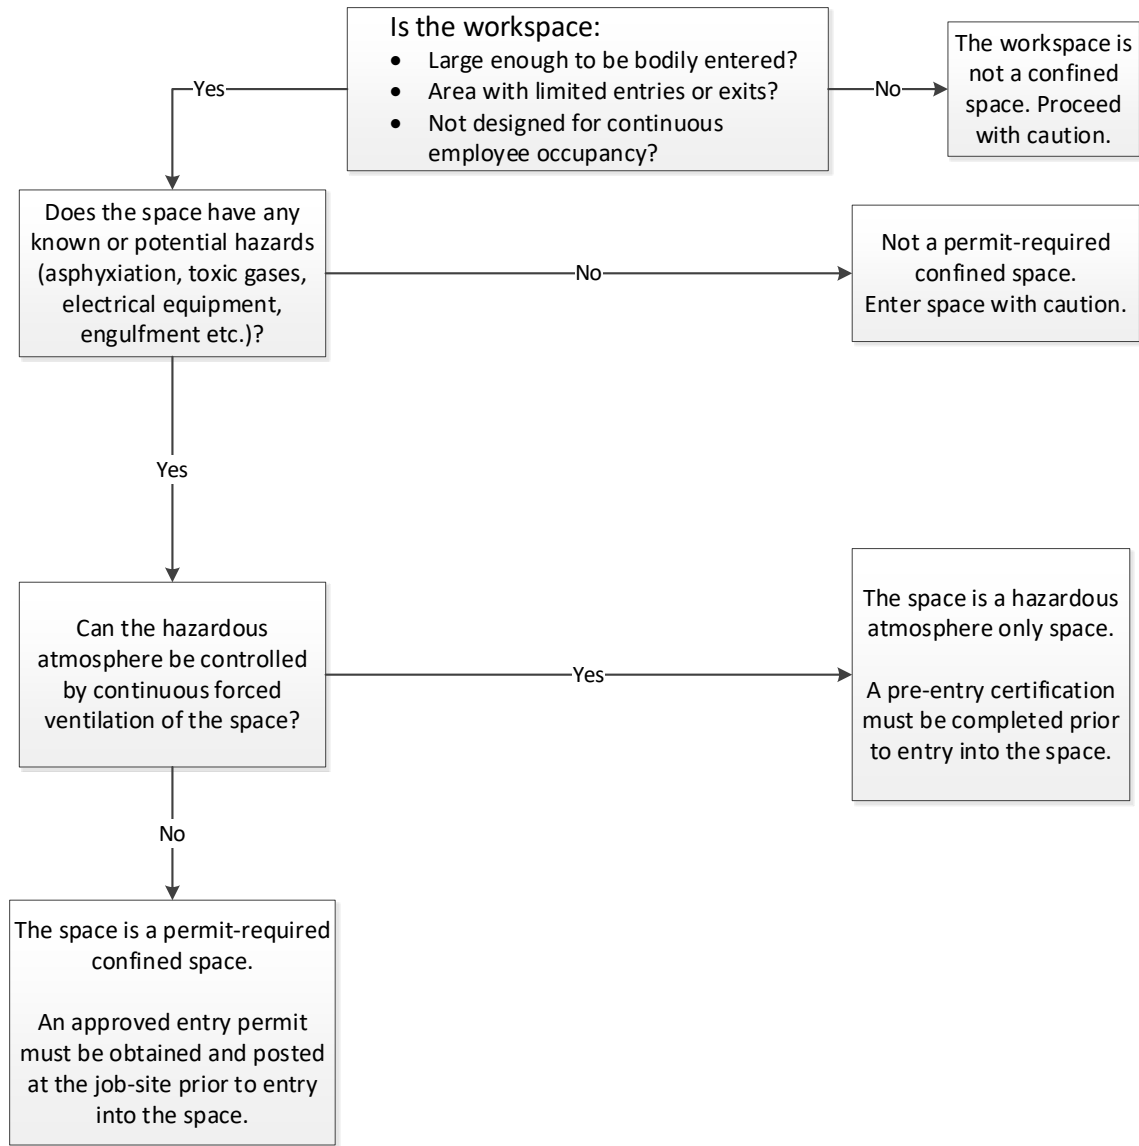 Is the workspace:
• Large enough to be bodily entered?
• Area with limited entries or exits?
• Not designed for continuous
employee occupancy?
Yes
No
The workspace is
not a confined
space. Proceed
with caution.
Does the space have any
known or potential hazards
(asphyxiation, toxic gases,
electrical equipment,
engulfment etc.)?
No
Not a permit-required
confined space.
Enter space with caution.
Yes
Can the hazardous
atmosphere be controlled
by continuous forced
ventilation of the space?
Yes
The space is a hazardous
atmosphere only space.
A pre-entry certification
must be completed prior
to entry into the space.
No
The space is a permit-required
confined space.
An approved entry permit
must be obtained and posted
at the job-site prior to entry
into the space.